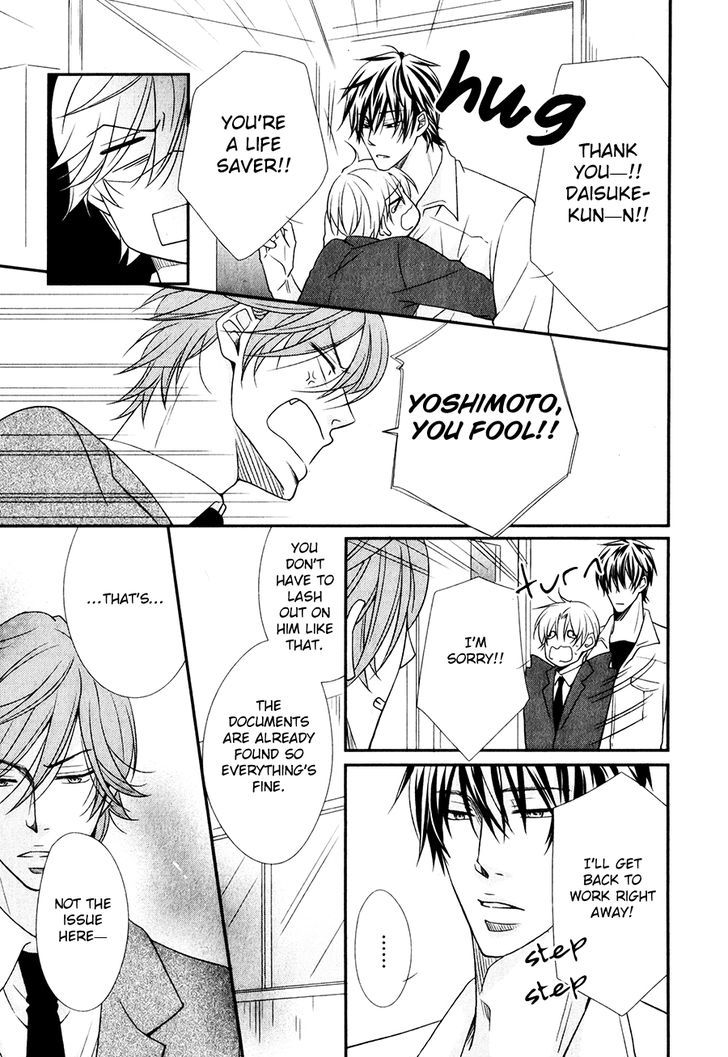 hug
THANK
YOU—!!
DAISUKE-
KUN—N!!
YOU'RE
A LIFE
SAVER!!
YOSHIMOTO,
YOU FOOL!!
turn
I'M
SORRY!!
I'LL GET
BACK TO
WORK RIGHT
AWAY!
step
step
........
YOU
DON'T
HAVE TO
LASH
OUT ON
HIM LIKE
THAT.
THE
DOCUMENTS
ARE ALREADY
FOUND SO
EVERYTHING'S
FINE.
...THAT'S...
NOT THE
ISSUE
HERE—